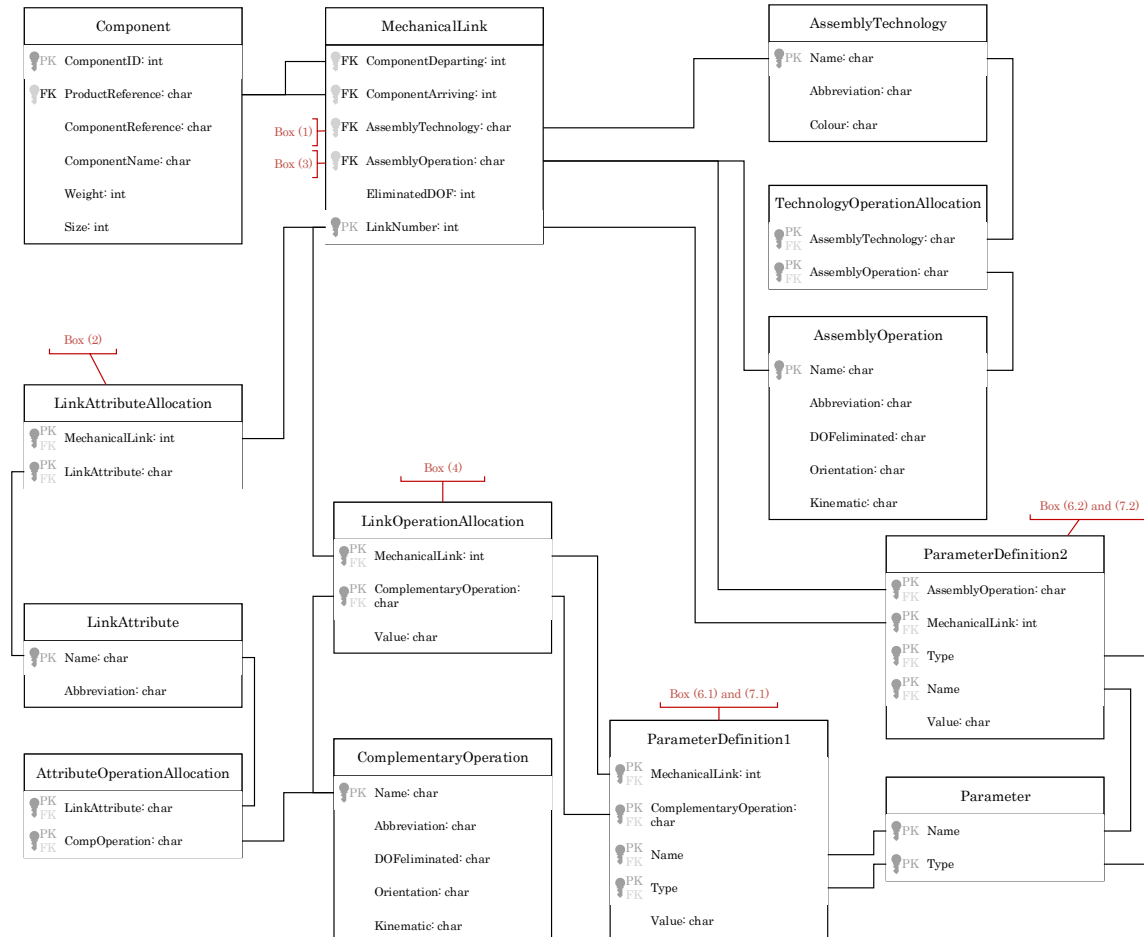 Component
PK ComponentID: int
FK ProductReference: char
ComponentReference: char
ComponentName: char
Weight: int
Size: int
MechanicalLink
FK ComponentDeparting: int
FK ComponentArriving: int
Box (1)
FK AssemblyTechnology: char
Box (3)
FK AssemblyOperation: char
EliminatedDOF: int
PK LinkNumber: int
AssemblyTechnology
PK Name: char
Abbreviation: char
Colour: char
TechnologyOperationAllocation
PK
FK
AssemblyTechnology: char
PK
FK
AssemblyOperation: char
AssemblyOperation
PK Name: char
Abbreviation: char
DOFeliminated: char
Orientation: char
Kinematic: char
Box (2)
LinkAttributeAllocation
PK
FK
MechanicalLink: int
PK
FK
LinkAttribute: char
Box (4)
LinkOperationAllocation
PK
FK
MechanicalLink: int
PK
FK
ComplementaryOperation:
char
Value: char
Box (6.2) and (7.2)
ParameterDefinition2
PK
FK
AssemblyOperation: char
PK
FK
MechanicalLink: int
PK
FK
Type
PK
FK
Name
Value: char
LinkAttribute
PK Name: char
Abbreviation: char
AttributeOperationAllocation
PK
FK
LinkAttribute: char
PK
FK
CompOperation: char
ComplementaryOperation
PK Name: char
Abbreviation: char
DOFeliminated: char
Orientation: char
Kinematic: char
Box (6.1) and (7.1)
ParameterDefinition1
PK
FK
MechanicalLink: int
PK
FK
ComplementaryOperation:
char
PK
FK
Name
PK
FK
Type
Value: char
Parameter
PK Name
PK Type